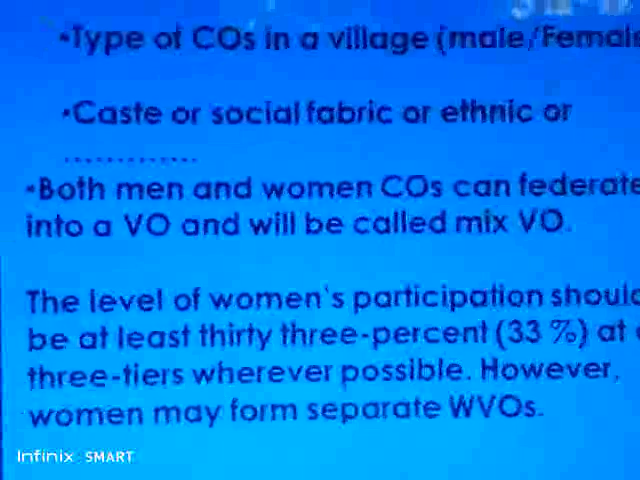 •Type of COs in a village (male/Female
•Caste or social fabric or ethnic or
.............
•Both men and women COs can federate
into a VO and will be called mix VO.
The level of women's participation should
be at least thirty three-percent (33 %) at
three-tiers wherever possible. However,
women may form separate WVOs.
Infinix SMART